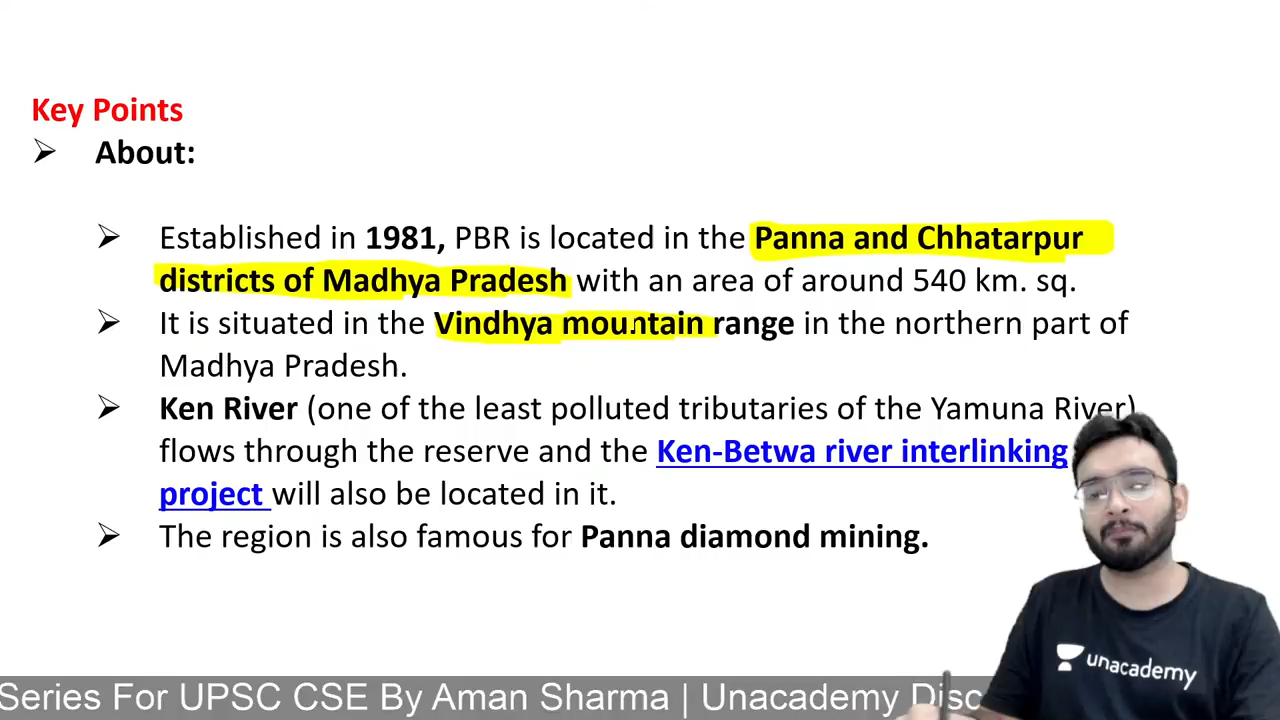 Key Points
➢ About:
➢ Established in 1981, PBR is located in the Panna and Chhatarpur
districts of Madhya Pradesh with an area of around 540 km. sq.
➢ It is situated in the Vindhya mountain range in the northern part of
Madhya Pradesh.
➢ Ken River (one of the least polluted tributaries of the Yamuna River)
flows through the reserve and the Ken-Betwa river interlinking
project will also be located in it.
➢ The region is also famous for Panna diamond mining.
unacademy
Series For UPSC CSE By Aman Sharma | Unacademy Disc